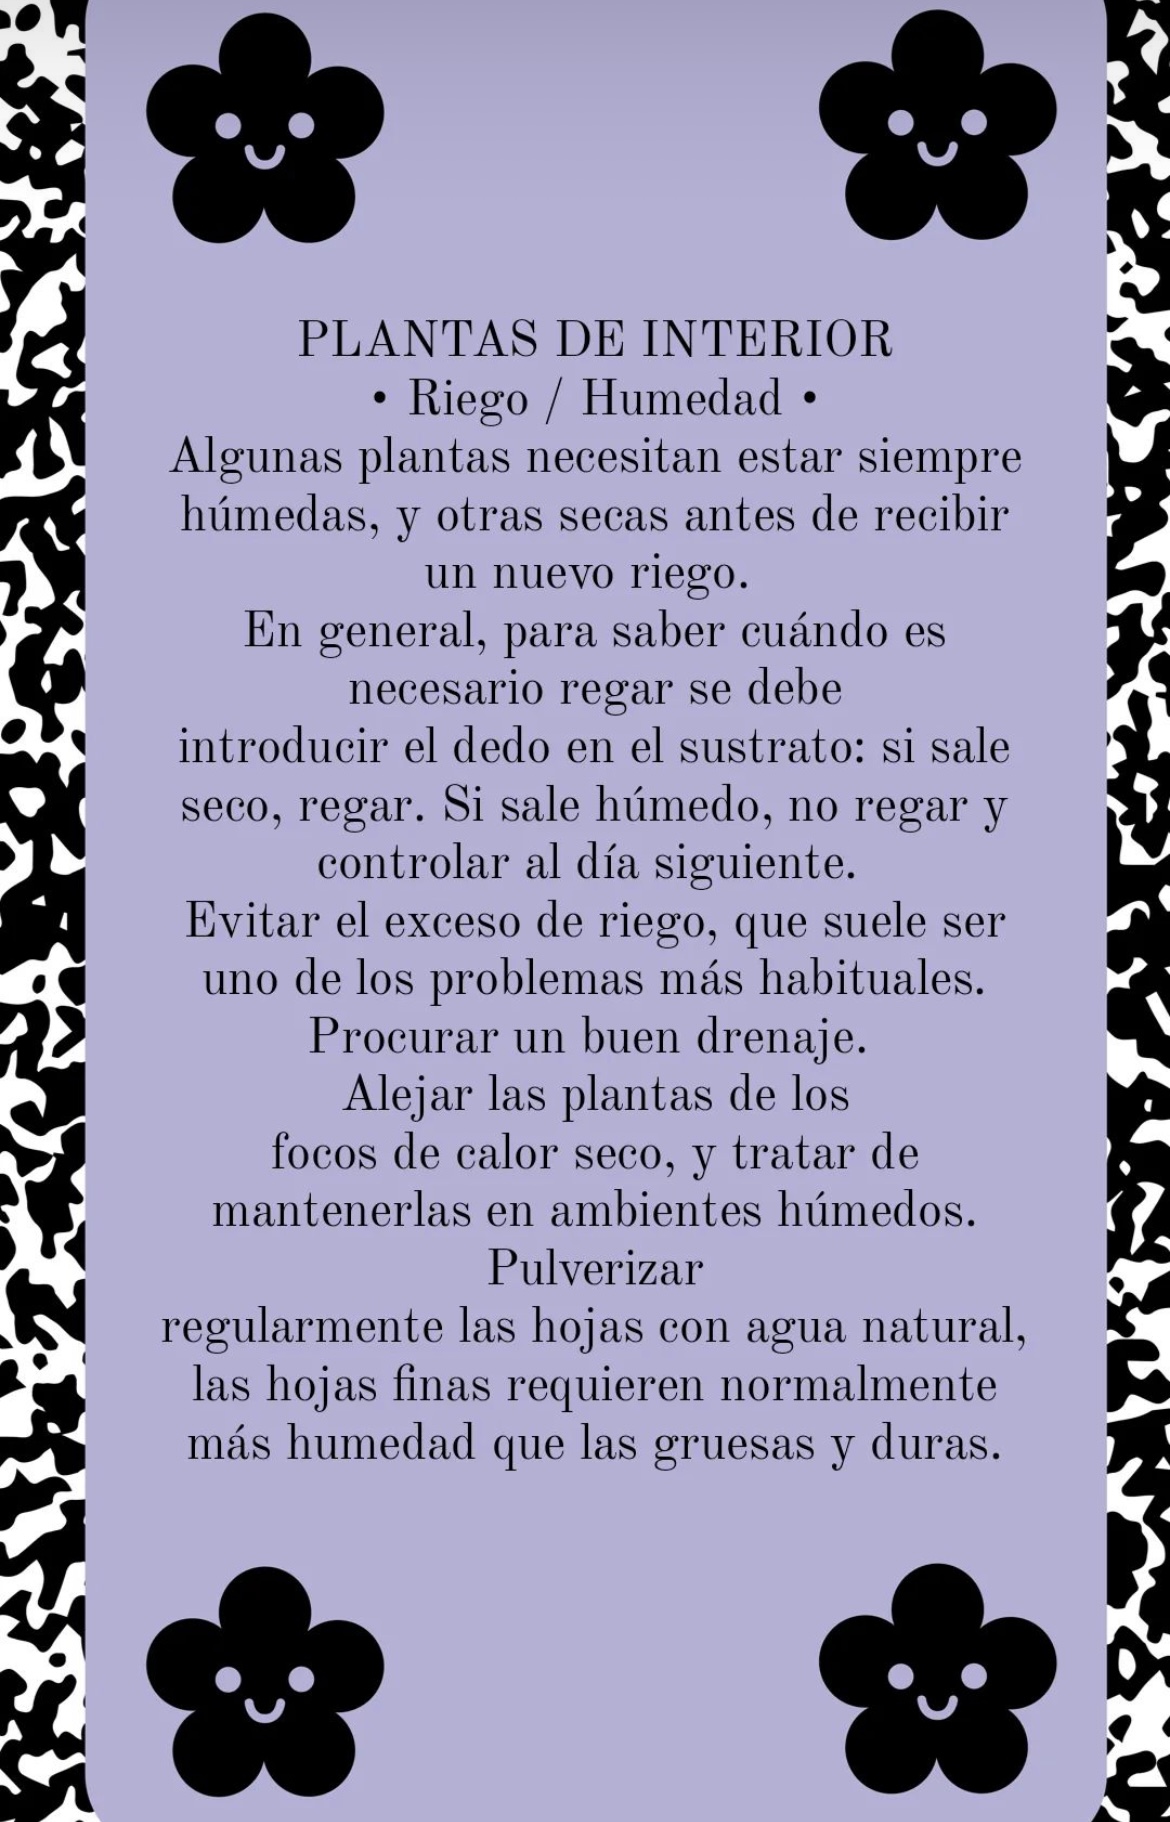 PLANTAS DE INTERIOR
• Riego / Humedad •
Algunas plantas necesitan estar siempre
húmedas, y otras secas antes de recibir
un nuevo riego.
En general, para saber cuándo es
necesario regar se debe
introducir el dedo en el sustrato: si sale
seco, regar. Si sale húmedo, no regar y
controlar al día siguiente.
Evitar el exceso de riego, que suele ser
uno de los problemas más habituales.
Procurar un buen drenaje.
Alejar las plantas de los
focos de calor seco, y tratar de
mantenerlas en ambientes húmedos.
Pulverizar
regularmente las hojas con agua natural,
las hojas finas requieren normalmente
más humedad que las gruesas y duras.